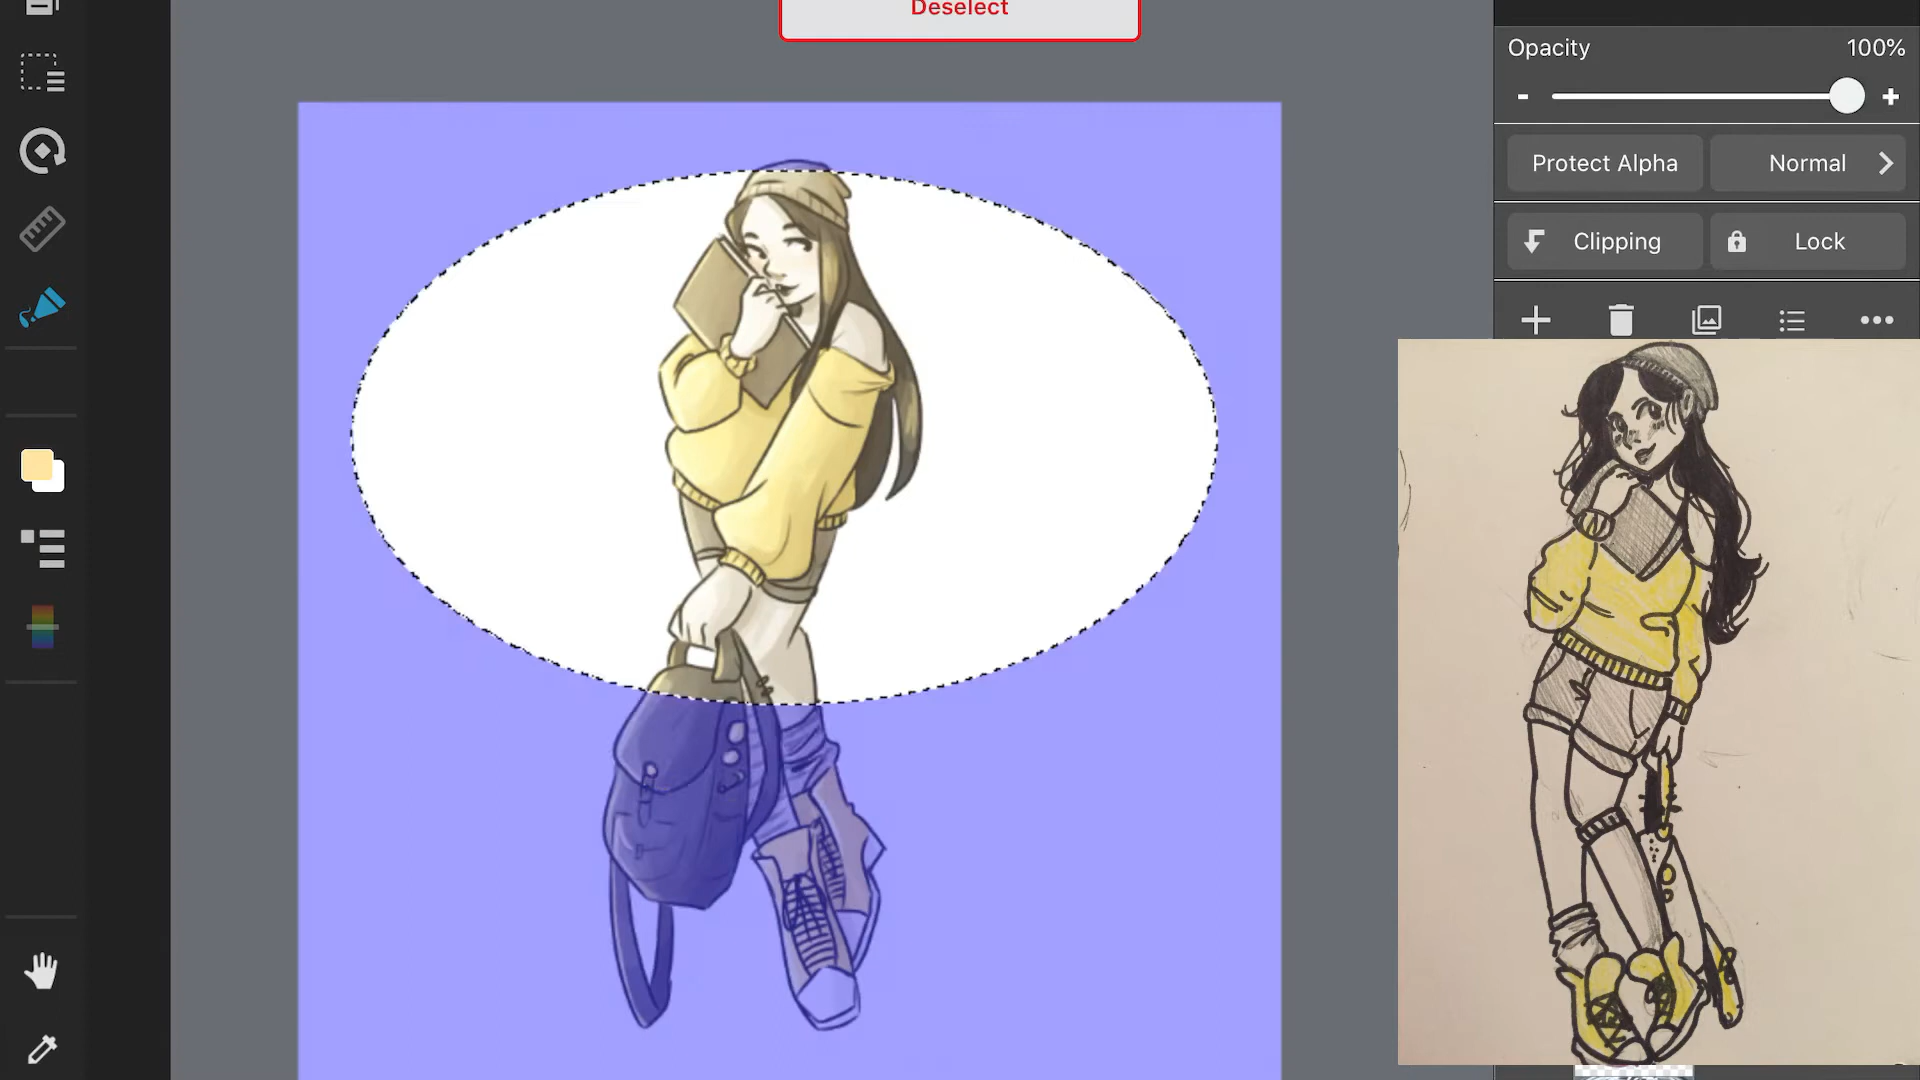 Deselect
Opacity 100%
- +
Protect Alpha Normal
Clipping Lock